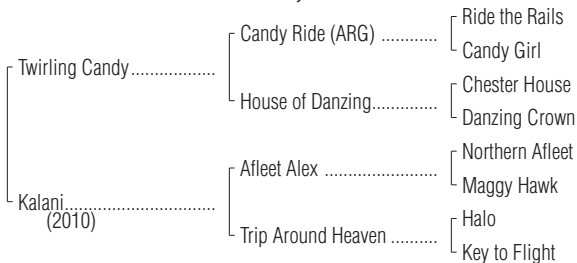 Ride the Rails
Candy Ride (ARG) ............
Candy Girl
Twirling Candy..................
Chester House
House of Danzing..............
Danzing Crown
Northern Afleet
Afleet Alex ........................
Maggy Hawk
Kalani................................
(2010)
Halo
Trip Around Heaven ..........
Key to Flight